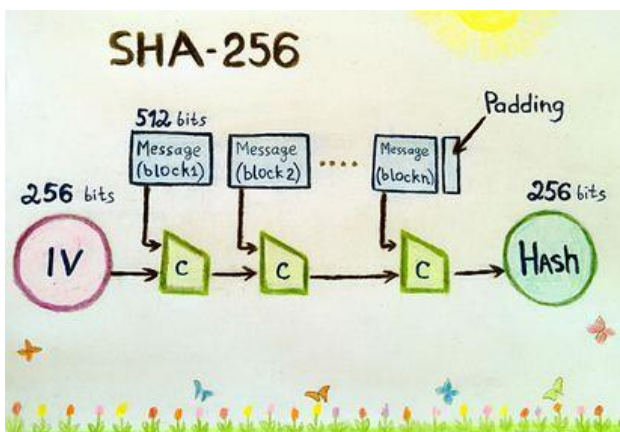 SHA-256
512 bits
Padding
Message
(block1)
Message
(block2)
....
Message
(blockn)
256 bits
256 bits
IV
C
C
C
HASH